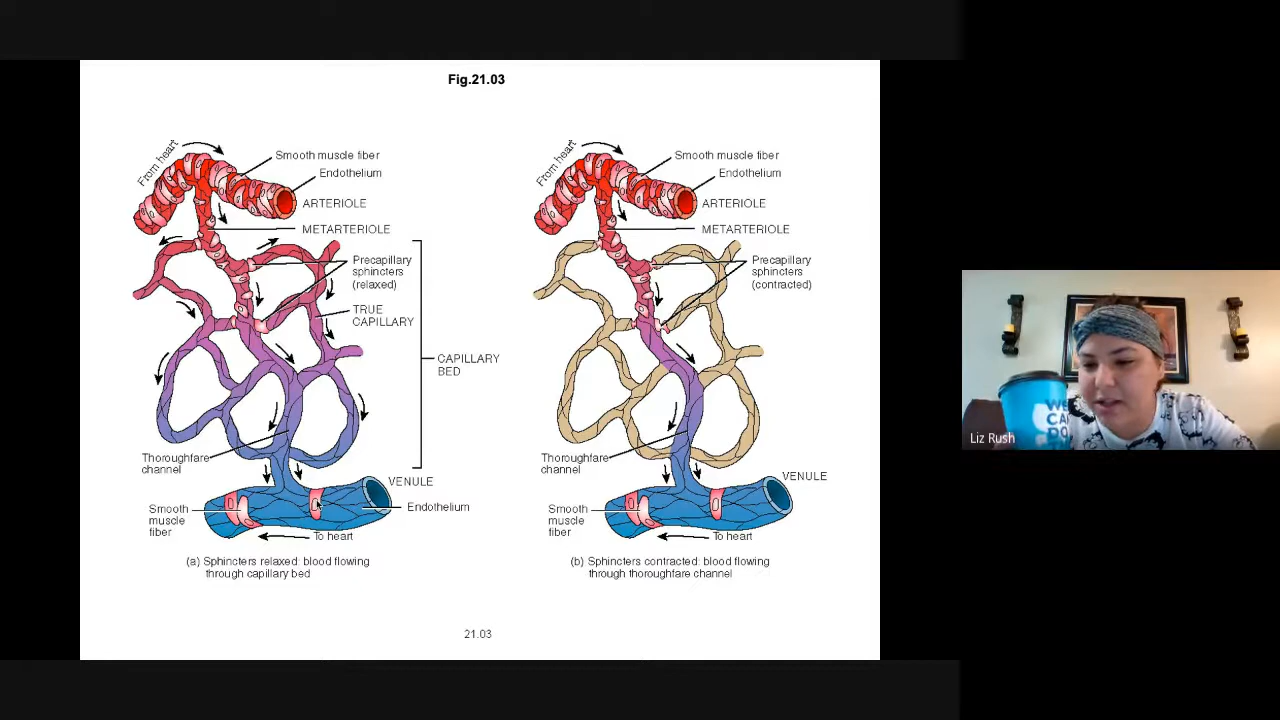 Fig.21.03
From heart
Smooth muscle fiber
Endothelium
ARTERIOLE
METARTERIOLE
Precapillary
sphincters
(relaxed)
TRUE
CAPILLARY
CAPILLARY
BED
Thoroughfare
channel
VENULE
Smooth
muscle
fiber
Endothelium
To heart
(a) Sphincters relaxed: blood flowing
through capillary bed
From heart
Smooth muscle fiber
Endothelium
ARTERIOLE
METARTERIOLE
Precapillary
sphincters
(contracted)
Thoroughfare
channel
VENULE
Smooth
muscle
fiber
To heart
(b) Sphincters contracted: blood flowing
through thoroughfare channel
21.03
Liz Rush